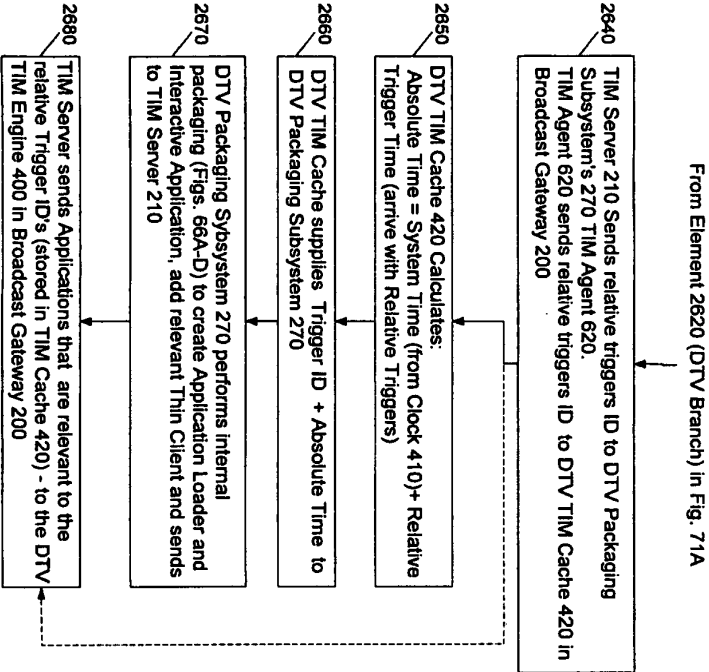 From Element 2620 (DTV Branch) in Fig. 71A
2640
TIM Server 210 Sends relative triggers ID to DTV Packaging
Subsystem's 270 TIM Agent 620.
TIM Agent 620 sends relative triggers ID to DTV TIM Cache 420 in
Broadcast Gateway 200
2650
DTV TIM Cache 420 Calculates:
Absolute Time = System Time (from Clock 410)+ Relative
Trigger Time (arrive with Relative Triggers)
2660
DTV TIM Cache supplies Trigger ID + Absolute Time to
DTV Packaging Subsystem 270
2670
DTV Packaging Sybsystem 270 performs internal
packaging (Figs. 66A-D) to create Application Loader and
Interactive Application, add relevant Thin Client and sends
to TIM Server 210
2680
TIM Server sends Applications that are relevant to the
relative Trigger ID's (stored in TIM Cache 420) - to the DTV
TIM Engine 400 in Broadcast Gateway 200